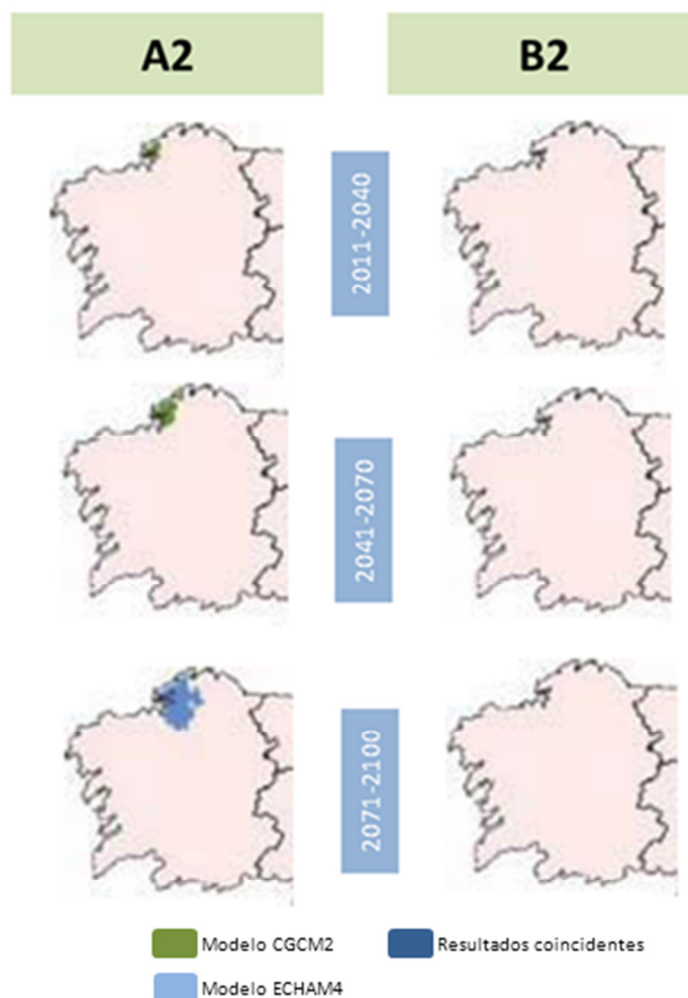 A2
B2
2011-2040
2041-2070
2071-2100
Modelo CGCM2
Resultados coincidentes
Modelo ECHAM4